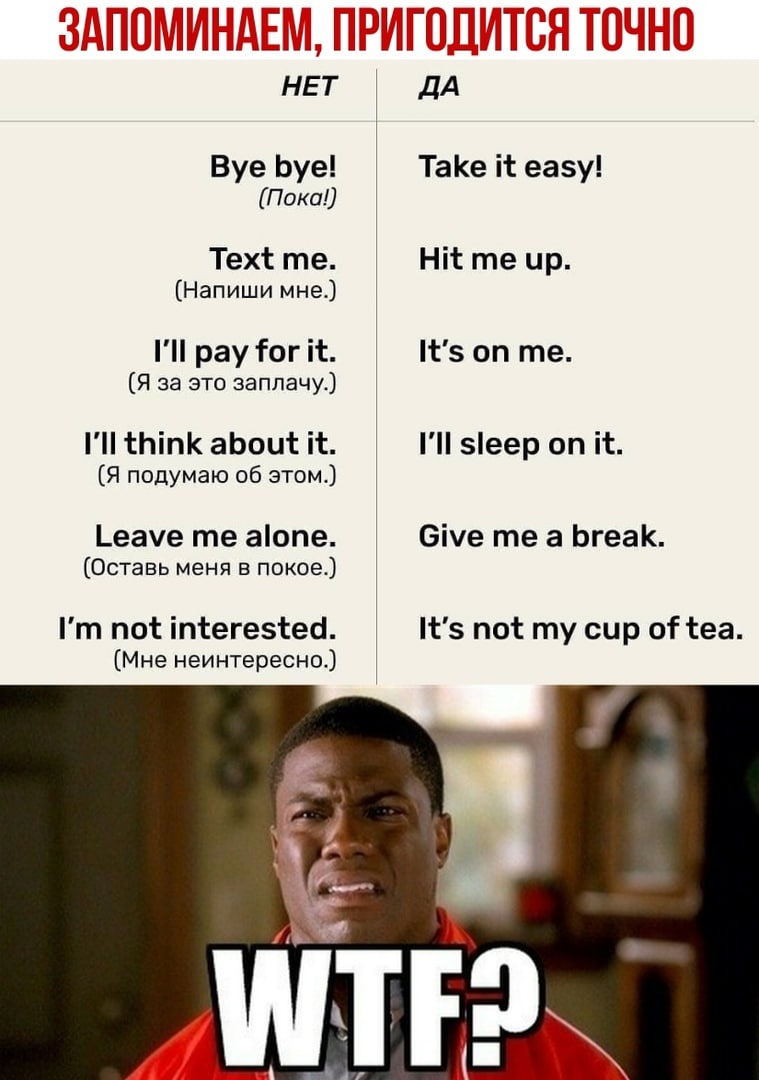 ЗАПОМИНАЕМ, ПРИГОДИТСЯ ТОЧНО
НЕТ ДА
Bye bye! Take it easy!
(Пока!)
Text me. Hit me up.
(Напиши мне.)
I'll pay for it. It's on me.
(Я за это заплачу.)
I'll think about it. I'll sleep on it.
(Я подумаю об этом.)
Leave me alone. Give me a break.
(Оставь меня в покое.)
I'm not interested. It's not my cup of tea.
(Мне неинтересно.)
WTF?